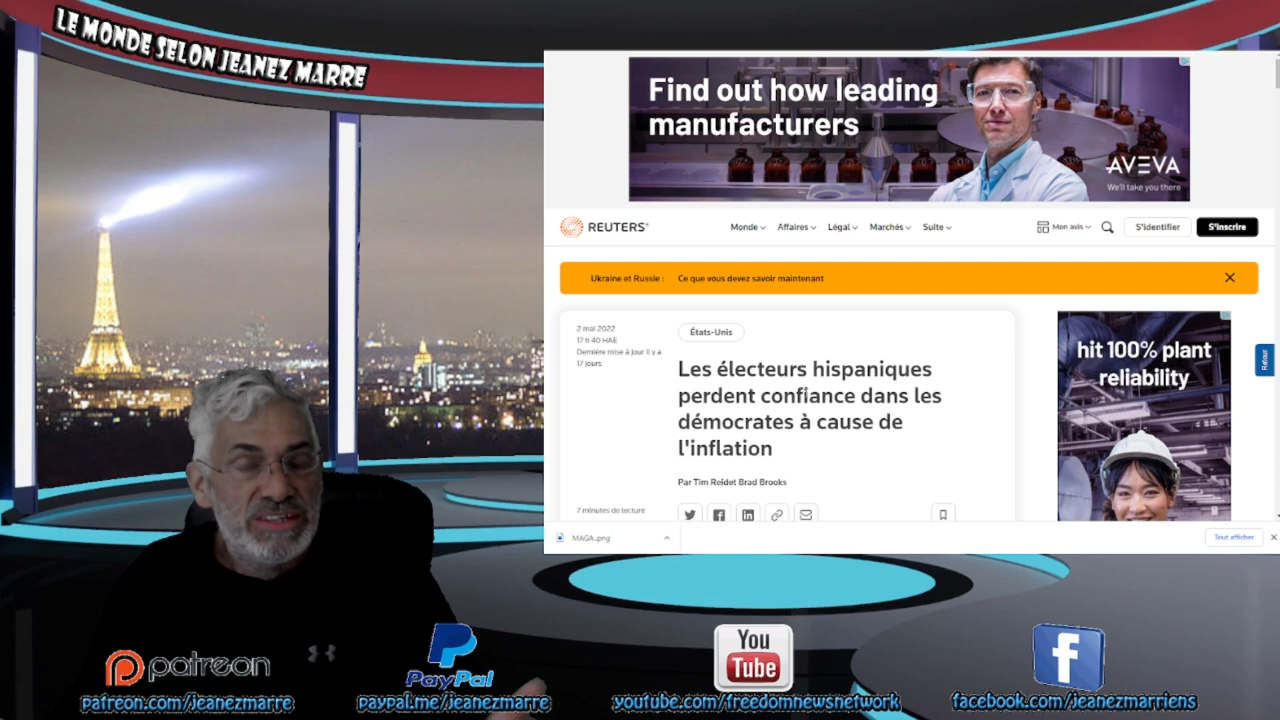 LE MONDE SELON JEANEZ MARRE
Find out how leading
manufacturers
AVEVA
We'll take you there
REUTERS®
Monde
Affaires
Légal
Marchés
Suite
Mon avis
S'identifier
S'inscrire
Ukraine et Russie :
Ce que vous devez savoir maintenant
2 mai 2022
17 h 40 HAE
Dernière mise à jour il y a
17 jours
États-Unis
Les électeurs hispaniques
perdent confiance dans les
démocrates à cause de
l'inflation
Par Tim Reidet Brad Brooks
7 minutes de lecture
hit 100% plant
reliability
Retour
MAGA.png
Tout afficher
patreon
patreon.com/jeanezmarre
PayPal
paypal.me/jeanezmarre
You
Tube
youtube.com/freedomnewsnetwork
f
facebook.com/jeanezmarriens